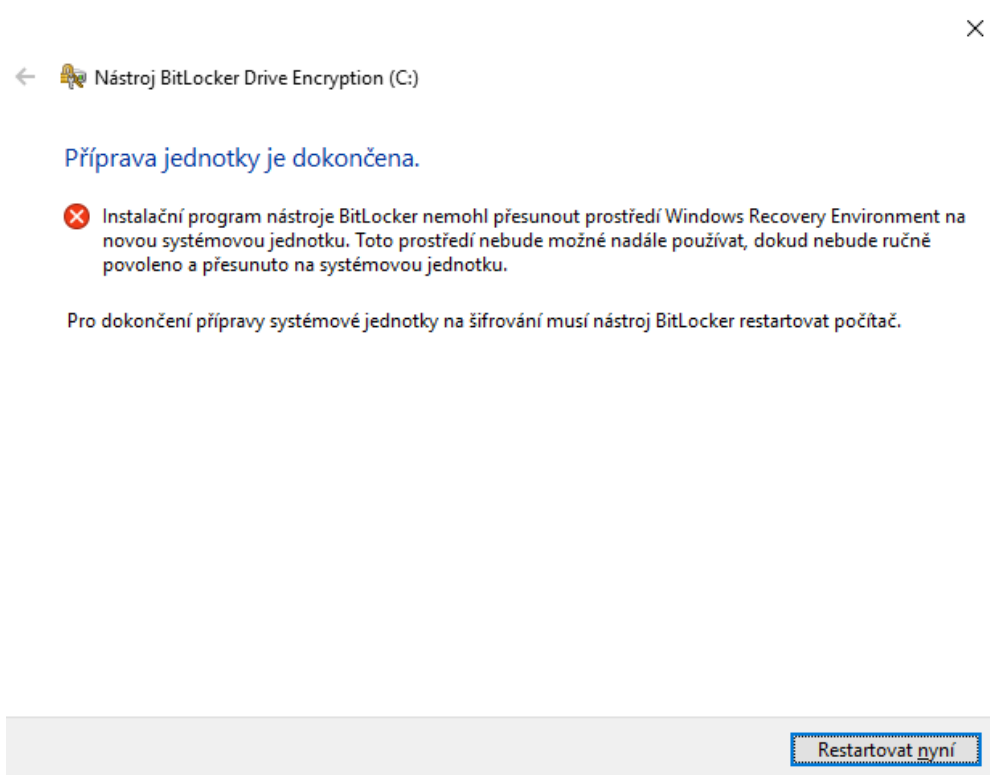 Nástroj BitLocker Drive Encryption (C:)
Příprava jednotky je dokončena.
Instalační program nástroje BitLocker nemohl přesunout prostředí Windows Recovery Environment na
novou systémovou jednotku. Toto prostředí nebude možné nadále používat, dokud nebude ručně
povoleno a přesunuto na systémovou jednotku.
Pro dokončení přípravy systémové jednotky na šifrování musí nástroj BitLocker restartovat počítač.
Restartovat nyní